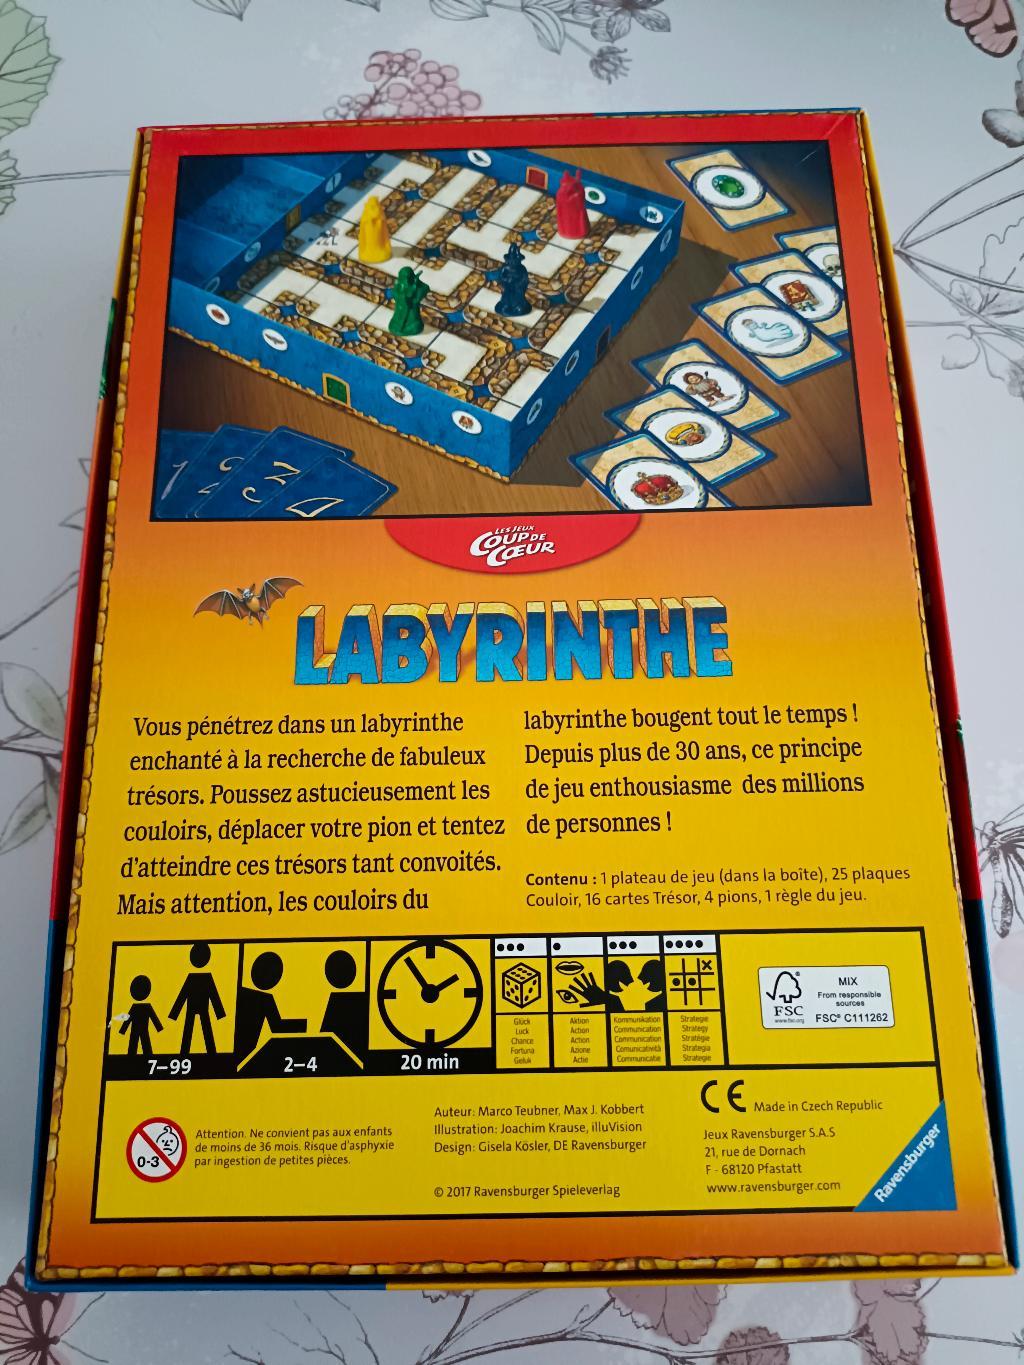 LES JEUX
COUP DE
CŒUR
LABYRINTHE
Vous pénétrez dans un labyrinthe
enchanté à la recherche de fabuleux
trésors. Poussez astucieusement les
couloirs, déplacer votre pion et tentez
d'atteindre ces trésors tant convoités.
Mais attention, les couloirs du
labyrinthe bougent tout le temps !
Depuis plus de 30 ans, ce principe
de jeu enthousiasme des millions
de personnes !
Contenu : 1 plateau de jeu (dans la boîte), 25 plaques
Couloir, 16 cartes Trésor, 4 pions, 1 règle du jeu.
7–99
2–4
20 min
Glück
Luck
Chance
Fortuna
Geluk
Aktion
Action
Action
Azione
Actie
Kommunikation
Communication
Communication
Comunicatività
Communicatie
Strategie
Strategy
Stratégie
Strategia
Strategie
FSC
www.fsc.org
MIX
From responsible
sources
FSC® C111262
0-3
Attention. Ne convient pas aux enfants
de moins de 36 mois. Risque d'asphyxie
par ingestion de petites pièces.
Auteur: Marco Teubner, Max J. Kobbert
Illustration: Joachim Krause, illuVision
Design: Gisela Kösler, DE Ravensburger
© 2017 Ravensburger Spieleverlag
CE Made in Czech Republic
Jeux Ravensburger S.A.S
21, rue de Dornach
F - 68120 Pfastatt
www.ravensburger.com
Ravensburger